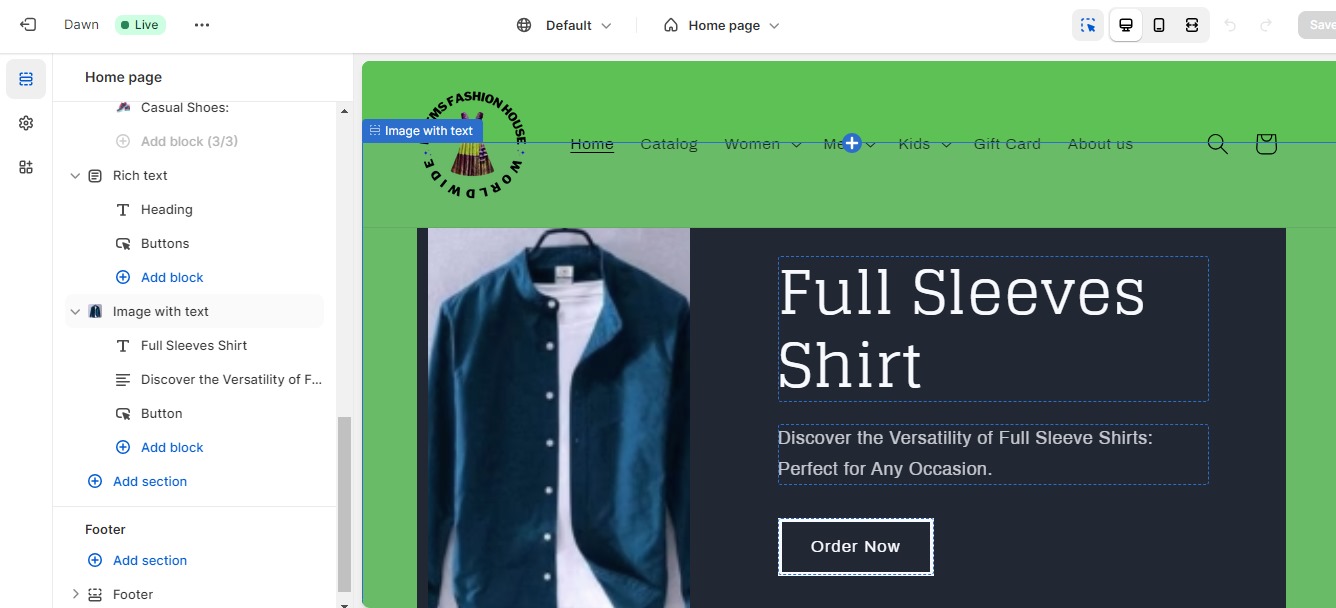 Dawn
Live
Default
Home page
Save
Home page
Casual Shoes:
Add block (3/3)
Rich text
Heading
Buttons
Add block
Image with text
Full Sleeves Shirt
Discover the Versatility of F...
Button
Add block
Add section
Footer
Add section
Footer
FASHION HOUSE
WORLDWIDE
Image with text
Home
Catalog
Women
Kids
Gift Card
About us
Full Sleeves
Shirt
Discover the Versatility of Full Sleeve Shirts:
Perfect for Any Occasion.
Order Now